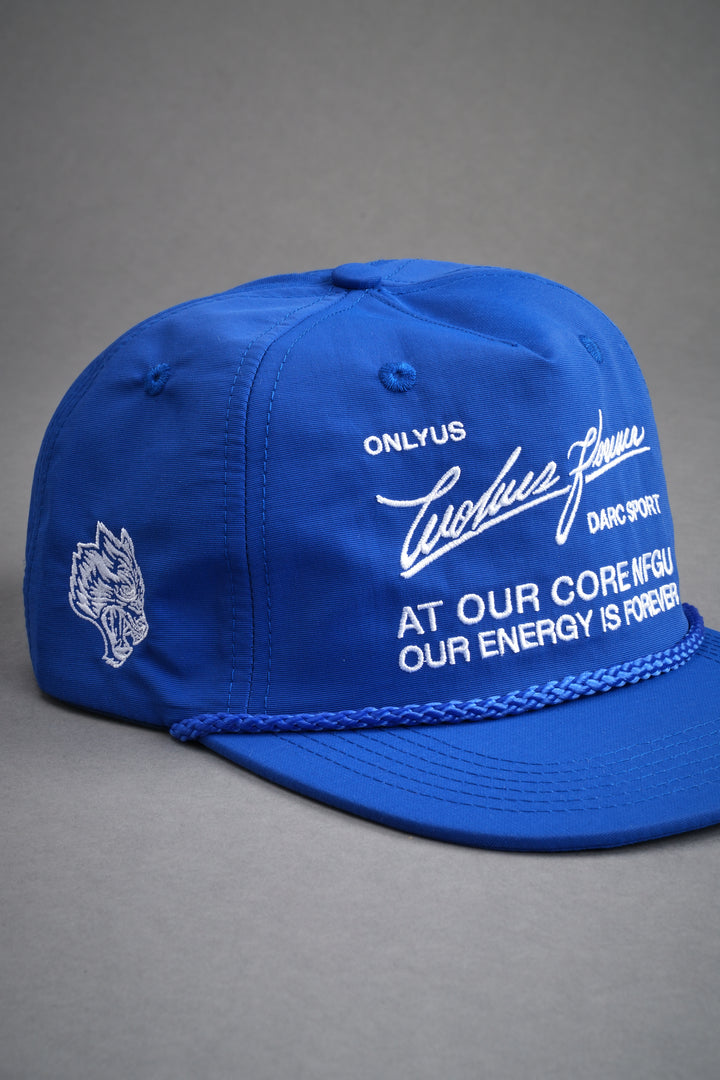 ONLYUS
DARC SPORT
AT OUR CORE NFGU
OUR ENERGY IS FOREVER